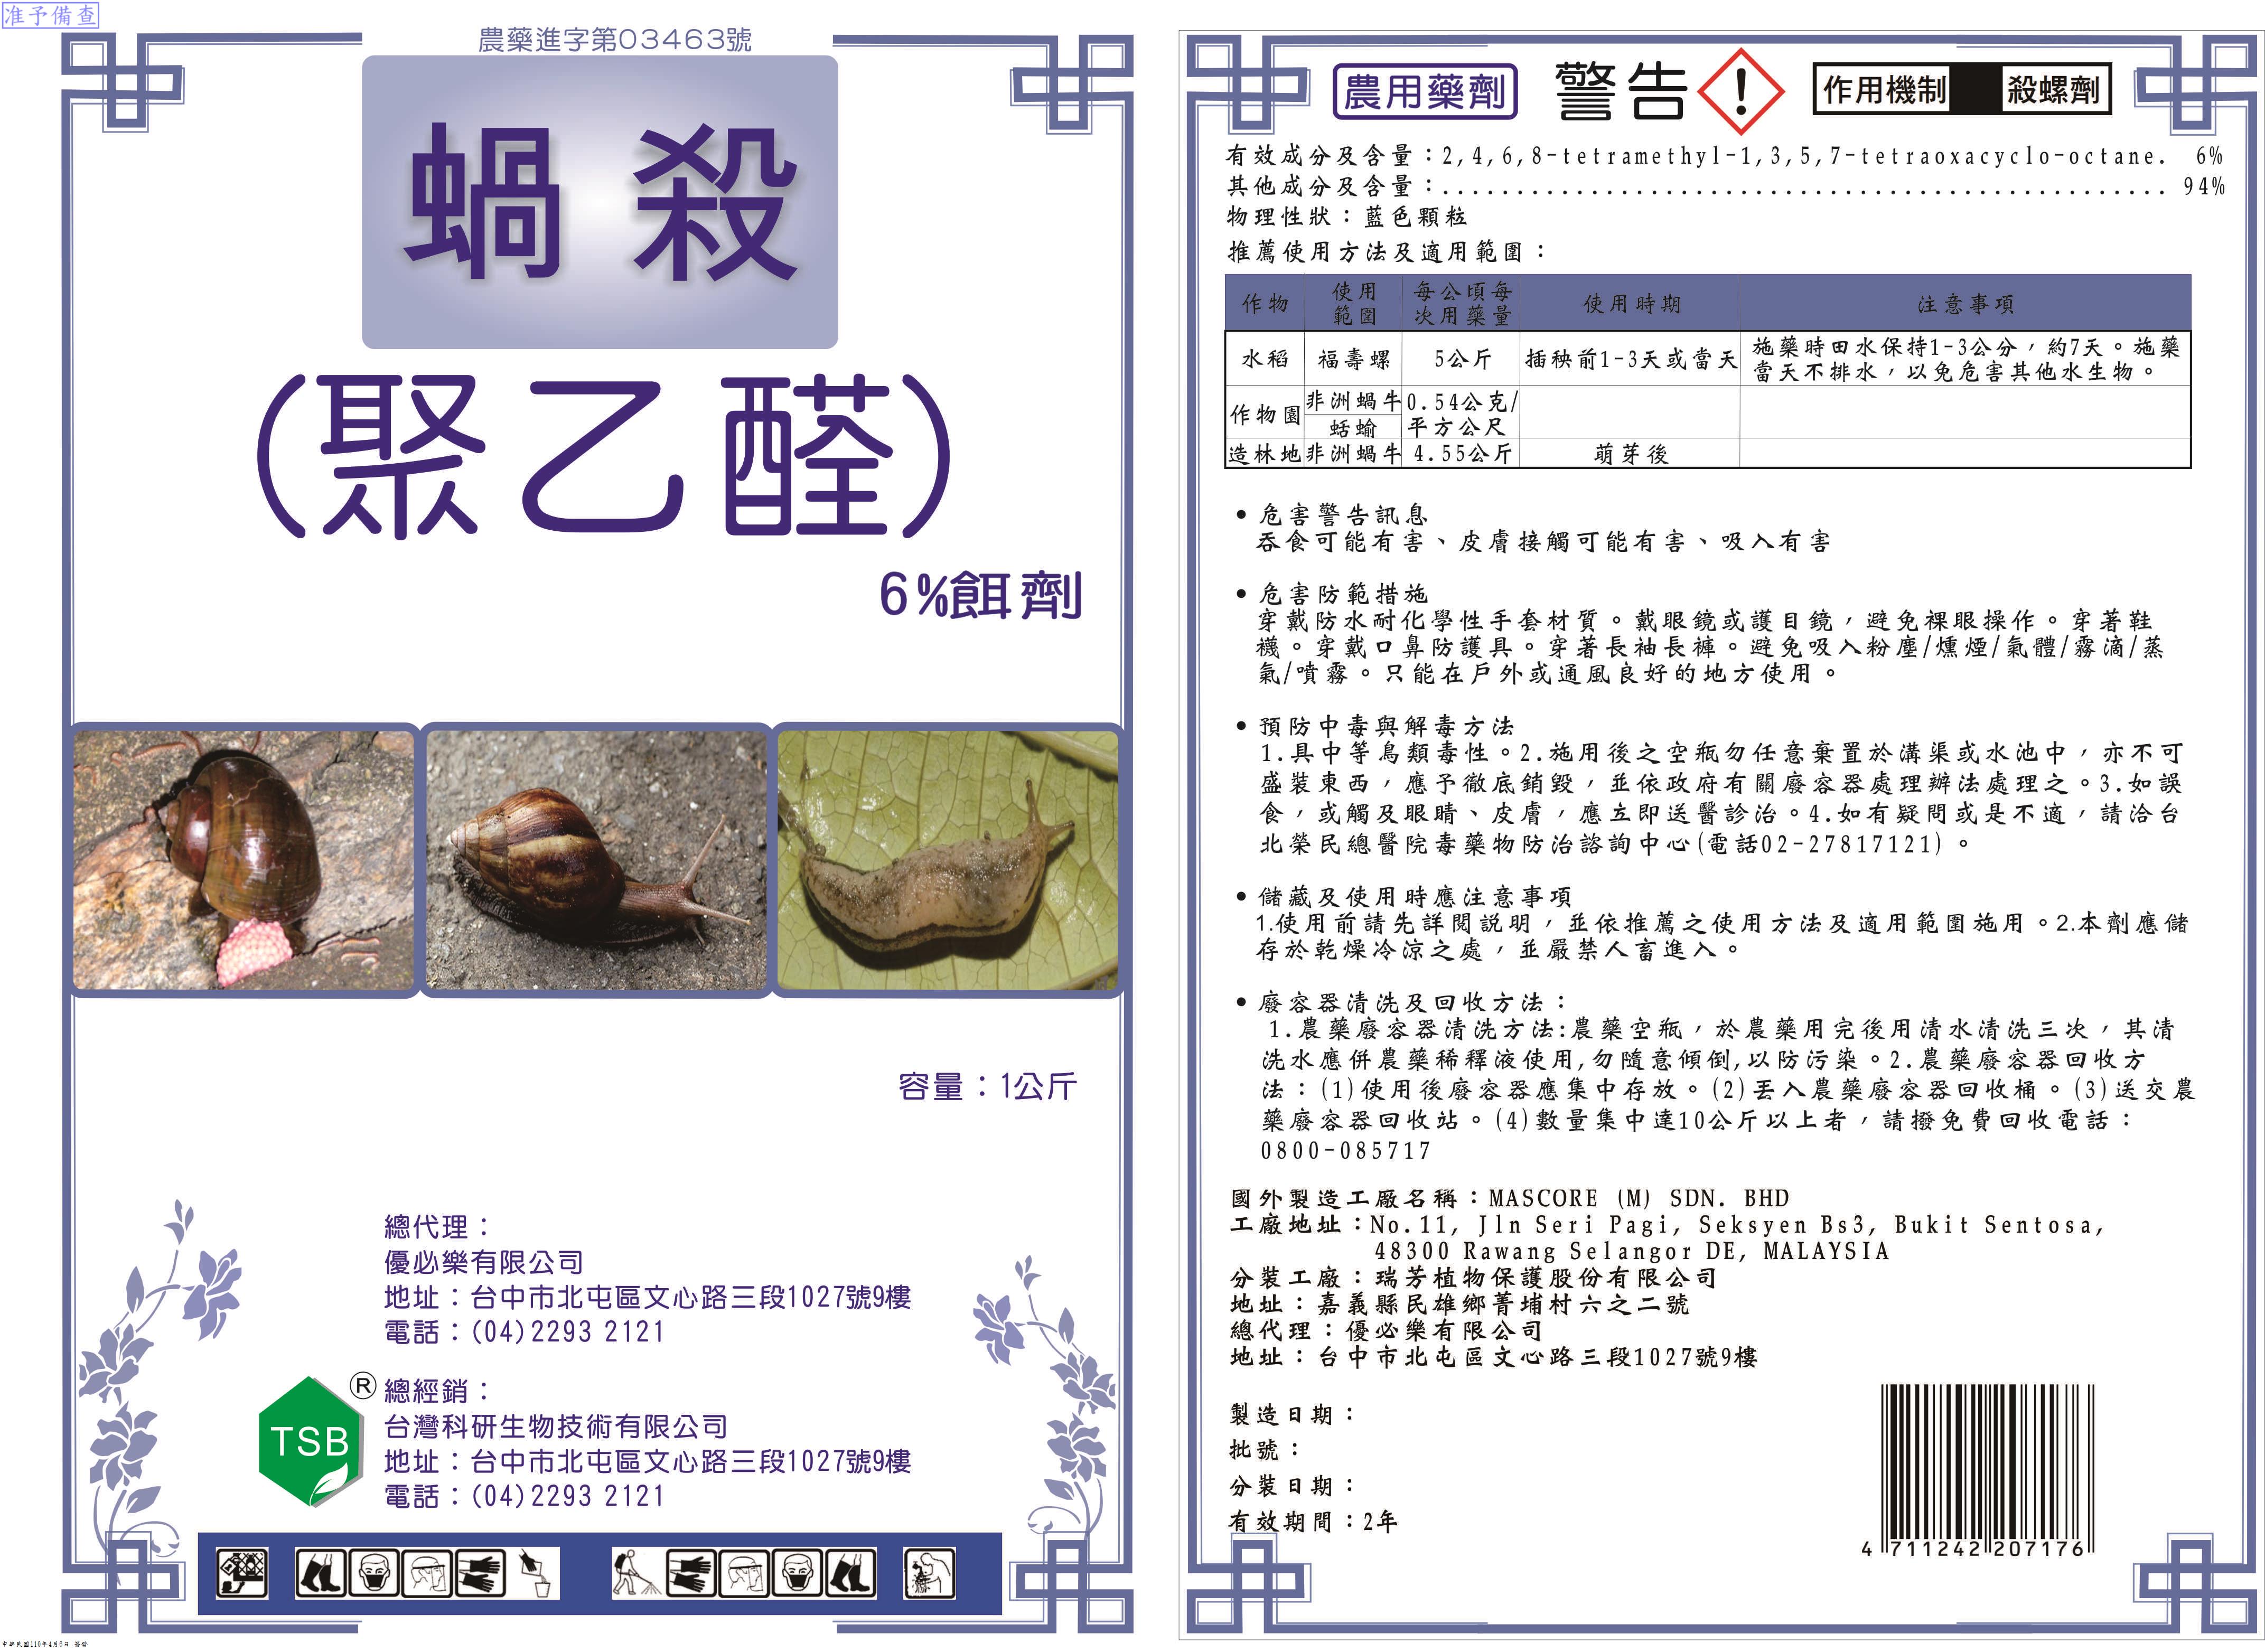 准予備查
農藥進字第03463號
蝸殺
(聚乙醛)
6%餌劑
容量：1公斤
總代理：
優必樂有限公司
地址：台中市北屯區文心路三段1027號9樓
電話：(04)2293 2121
TSB
®
總經銷：
台灣科研生物技術有限公司
地址：台中市北屯區文心路三段1027號9樓
電話：(04)2293 2121
中華民國110年4月6日 簽發
農用藥劑 警告 ! 作用機制 殺螺劑
有效成分及含量：2,4,6,8-tetramethyl-1,3,5,7-tetraoxacyclo-octane. 6%
其他成分及含量：.................................................. 94%
物理性狀：藍色顆粒
推薦使用方法及適用範圍：
作物 使用範圍 每公頃每次用藥量 使用時期 注意事項
水稻 福壽螺 5公斤 插秧前1-3天或當天 施藥時田水保持1-3公分，約7天。施藥
當天不排水，以免危害其他水生物。
作物園 非洲蝸牛 0.54公克/
蛞蝓 平方公尺
造林地 非洲蝸牛 4.55公斤 萌芽後
• 危害警告訊息
吞食可能有害、皮膚接觸可能有害、吸入有害
• 危害防範措施
穿戴防水耐化學性手套材質。戴眼鏡或護目鏡，避免裸眼操作。穿著鞋
襪。穿戴口鼻防護具。穿著長袖長褲。避免吸入粉塵/燻煙/氣體/霧滴/蒸
氣/噴霧。只能在戶外或通風良好的地方使用。
• 預防中毒與解毒方法
1.具中等鳥類毒性。2.施用後之空瓶勿任意棄置於溝渠或水池中，亦不可
盛裝東西，應予徹底銷毀，並依政府有關廢容器處理辦法處理之。3.如誤
食，或觸及眼睛、皮膚，應立即送醫診治。4.如有疑問或是不適，請洽台
北榮民總醫院毒藥物防治諮詢中心(電話02-27817121)。
• 儲藏及使用時應注意事項
1.使用前請先詳閱説明，並依推薦之使用方法及適用範圍施用。2.本劑應儲
存於乾燥冷涼之處，並嚴禁人畜進入。
• 廢容器清洗及回收方法：
1.農藥廢容器清洗方法:農藥空瓶，於農藥用完後用清水清洗三次，其清
洗水應併農藥稀釋液使用,勿隨意傾倒,以防污染。2.農藥廢容器回收方
法：(1)使用後廢容器應集中存放。(2)丟入農藥廢容器回收桶。(3)送交農
藥廢容器回收站。(4)數量集中達10公斤以上者，請撥免費回收電話：
0800-085717
國外製造工廠名稱：MASCORE (M) SDN. BHD
工廠地址：No.11, Jln Seri Pagi, Seksyen Bs3, Bukit Sentosa,
48300 Rawang Selangor DE, MALAYSIA
分裝工廠：瑞芳植物保護股份有限公司
地址：嘉義縣民雄鄉菁埔村六之二號
總代理：優必樂有限公司
地址：台中市北屯區文心路三段1027號9樓
製造日期：
批號：
分裝日期：
有效期間：2年
4 711242 207176